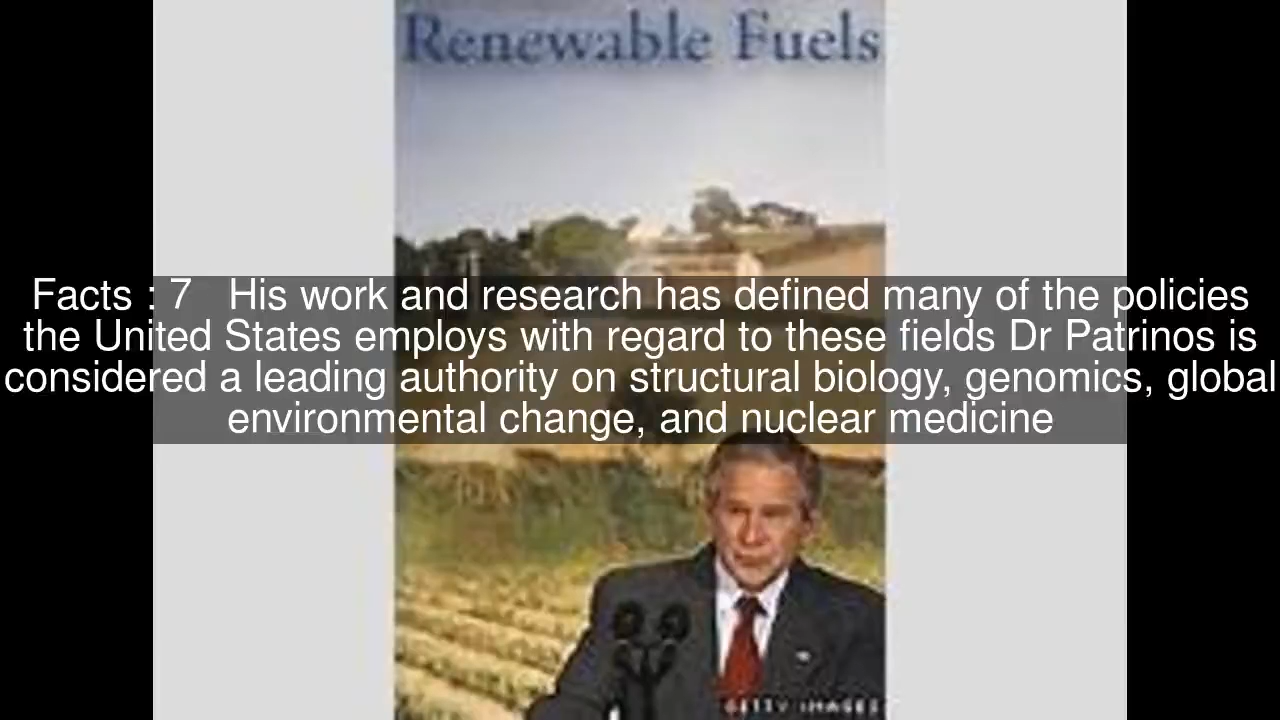 Renewable Fuels
Facts : 7 His work and research has defined many of the policies
the United States employs with regard to these fields Dr Patrinos is
considered a leading authority on structural biology, genomics, global
environmental change, and nuclear medicine
GETTY IMAGES